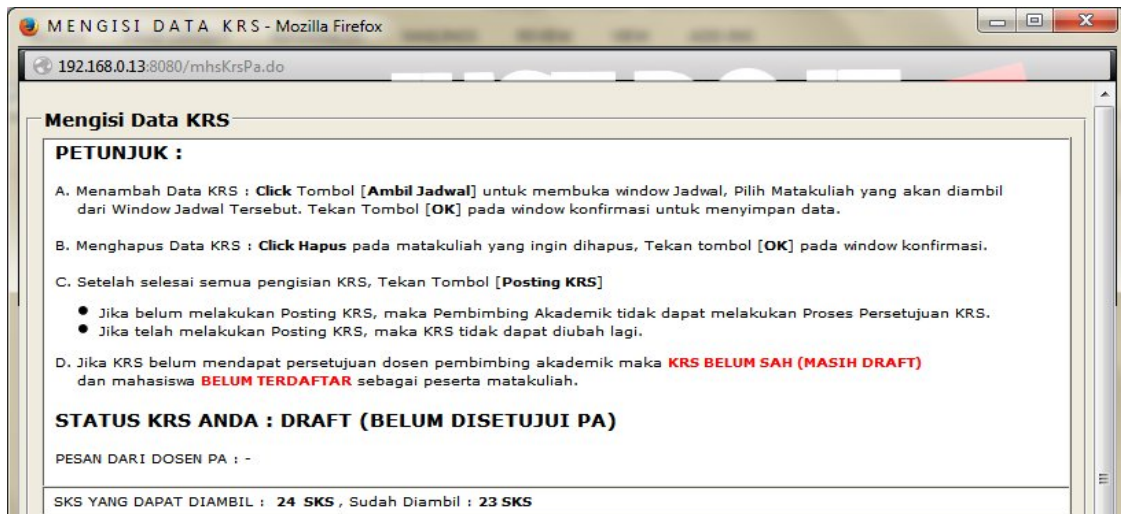 M E N G I S I D A T A K R S - Mozilla Firefox
192.168.0.13:8080/mhsKrsPa.do
Mengisi Data KRS
PETUNJUK :
A. Menambah Data KRS : Click Tombol [Ambil Jadwal] untuk membuka window Jadwal, Pilih Matakuliah yang akan diambil
dari Window Jadwal Tersebut. Tekan Tombol [OK] pada window konfirmasi untuk menyimpan data.
B. Menghapus Data KRS : Click Hapus pada matakuliah yang ingin dihapus, Tekan tombol [OK] pada window konfirmasi.
C. Setelah selesai semua pengisian KRS, Tekan Tombol [Posting KRS]
● Jika belum melakukan Posting KRS, maka Pembimbing Akademik tidak dapat melakukan Proses Persetujuan KRS.
● Jika telah melakukan Posting KRS, maka KRS tidak dapat diubah lagi.
D. Jika KRS belum mendapat persetujuan dosen pembimbing akademik maka KRS BELUM SAH (MASIH DRAFT)
dan mahasiswa BELUM TERDAFTAR sebagai peserta matakuliah.
STATUS KRS ANDA : DRAFT (BELUM DISETUJUI PA)
PESAN DARI DOSEN PA : -
SKS YANG DAPAT DIAMBIL : 24 SKS , Sudah Diambil : 23 SKS